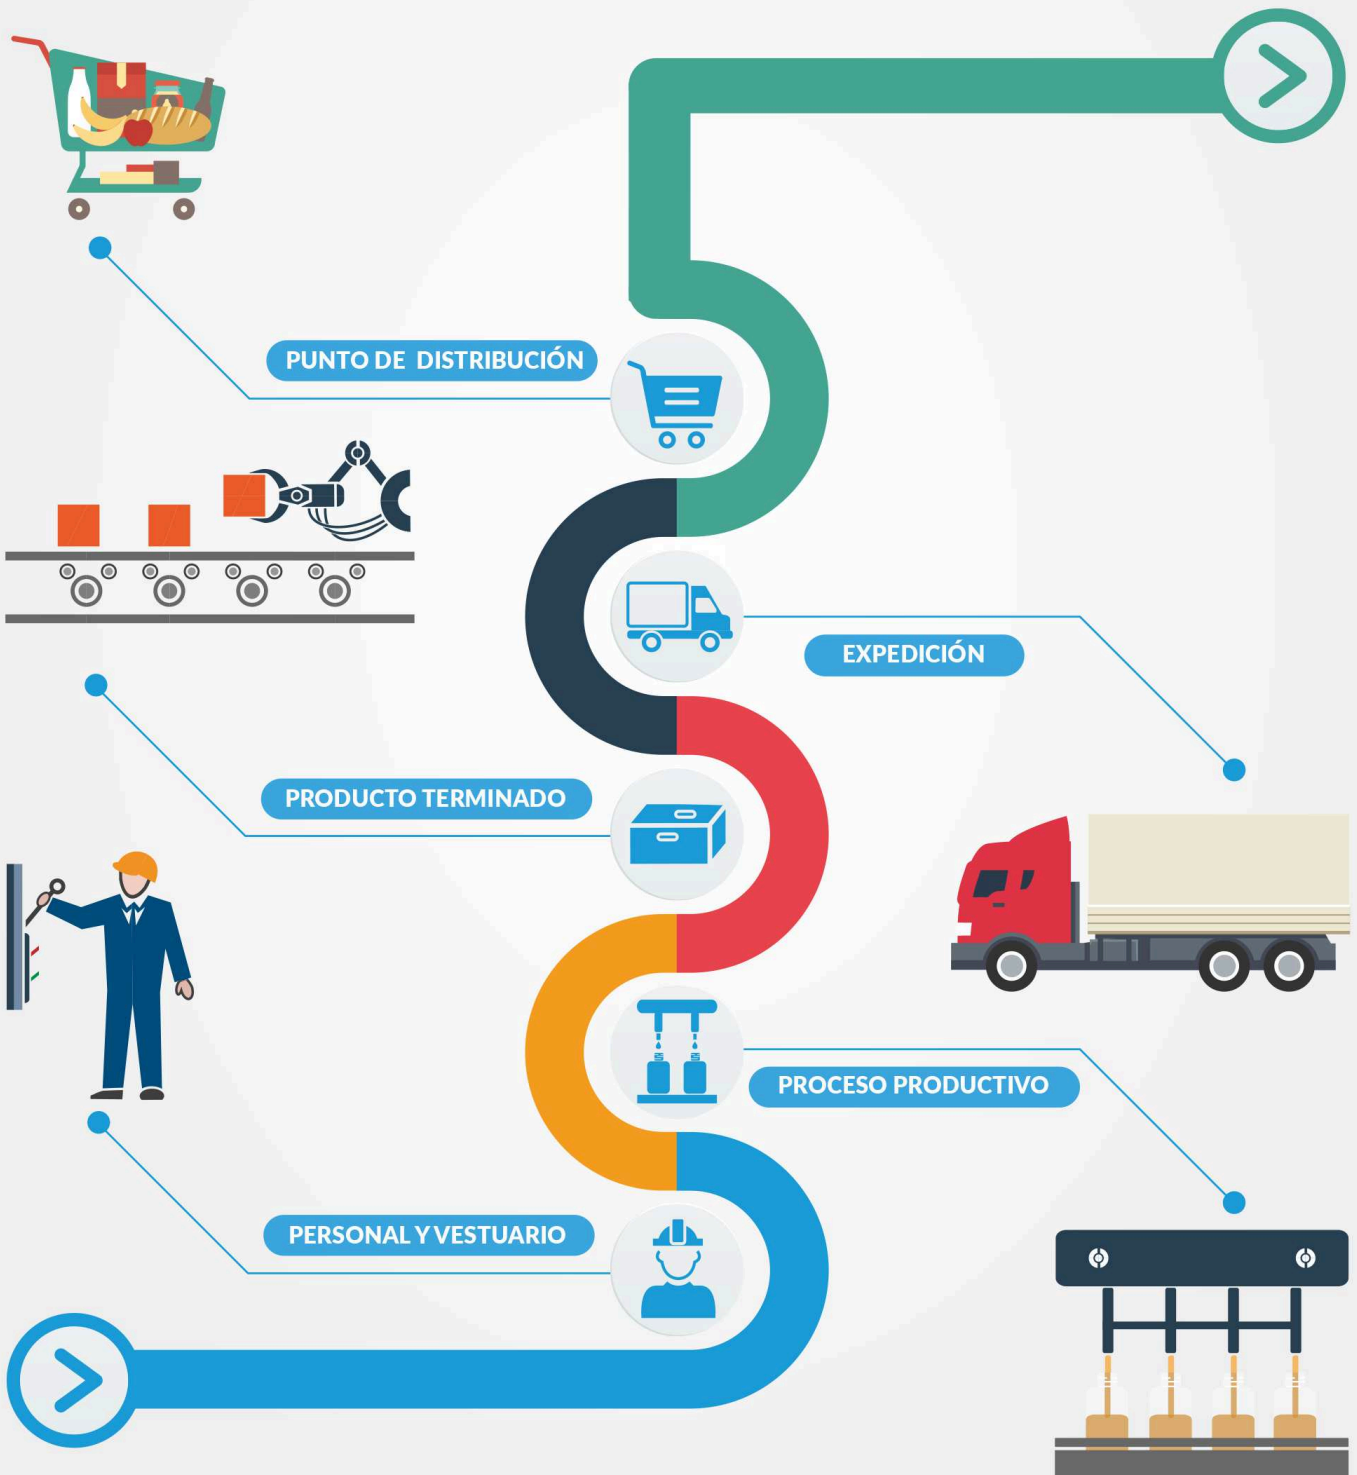 PUNTO DE DISTRIBUCIÓN
EXPEDICIÓN
PRODUCTO TERMINADO
PROCESO PRODUCTIVO
PERSONAL Y VESTUARIO